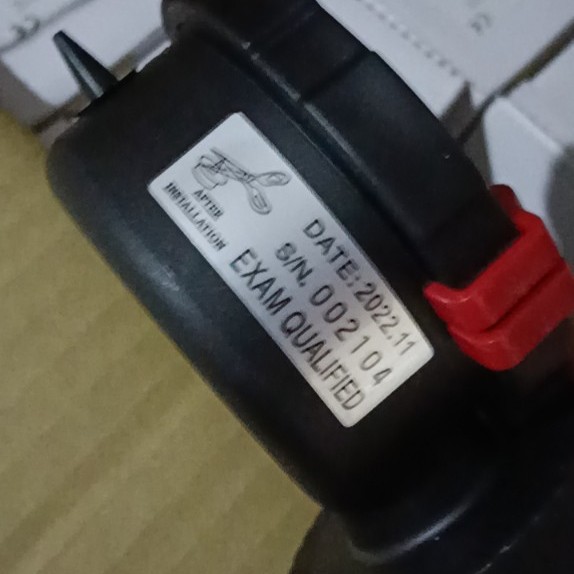 AFTER
INSTALLATION
DATE: 2022.11
S/N. 002104
EXAM QUALIFIED